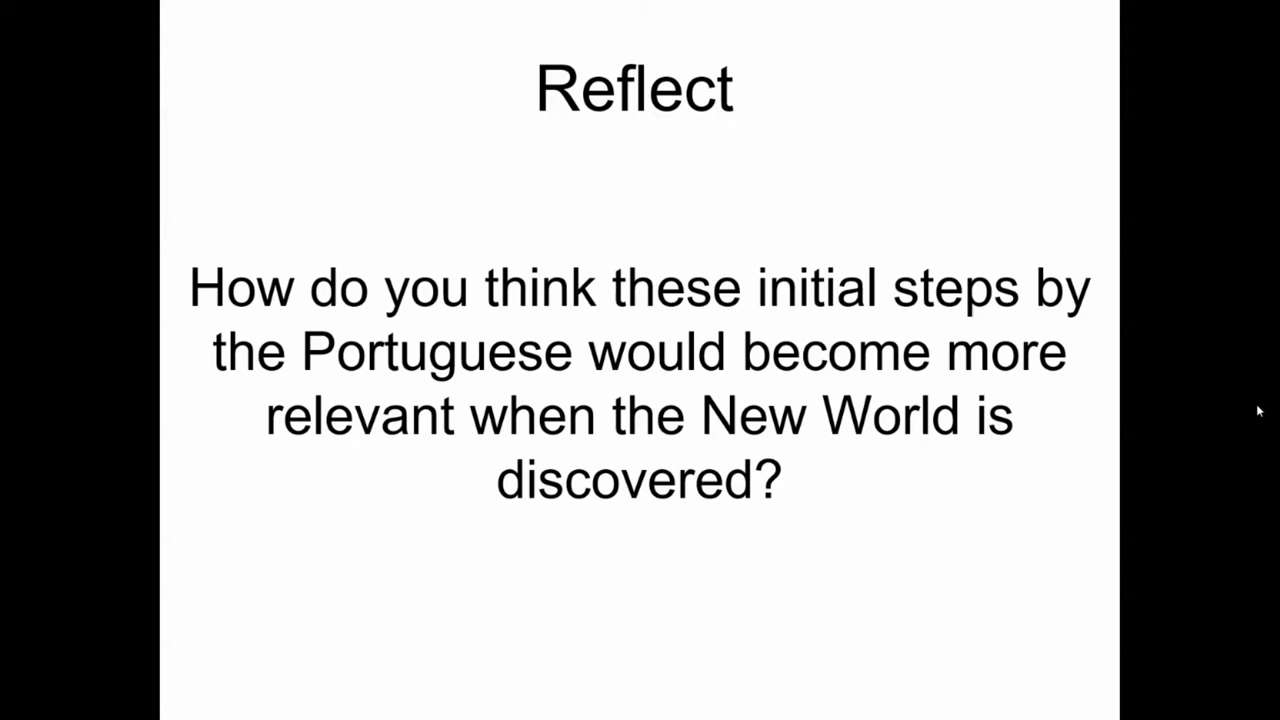 Reflect
How do you think these initial steps by
the Portuguese would become more
relevant when the New World is
discovered?